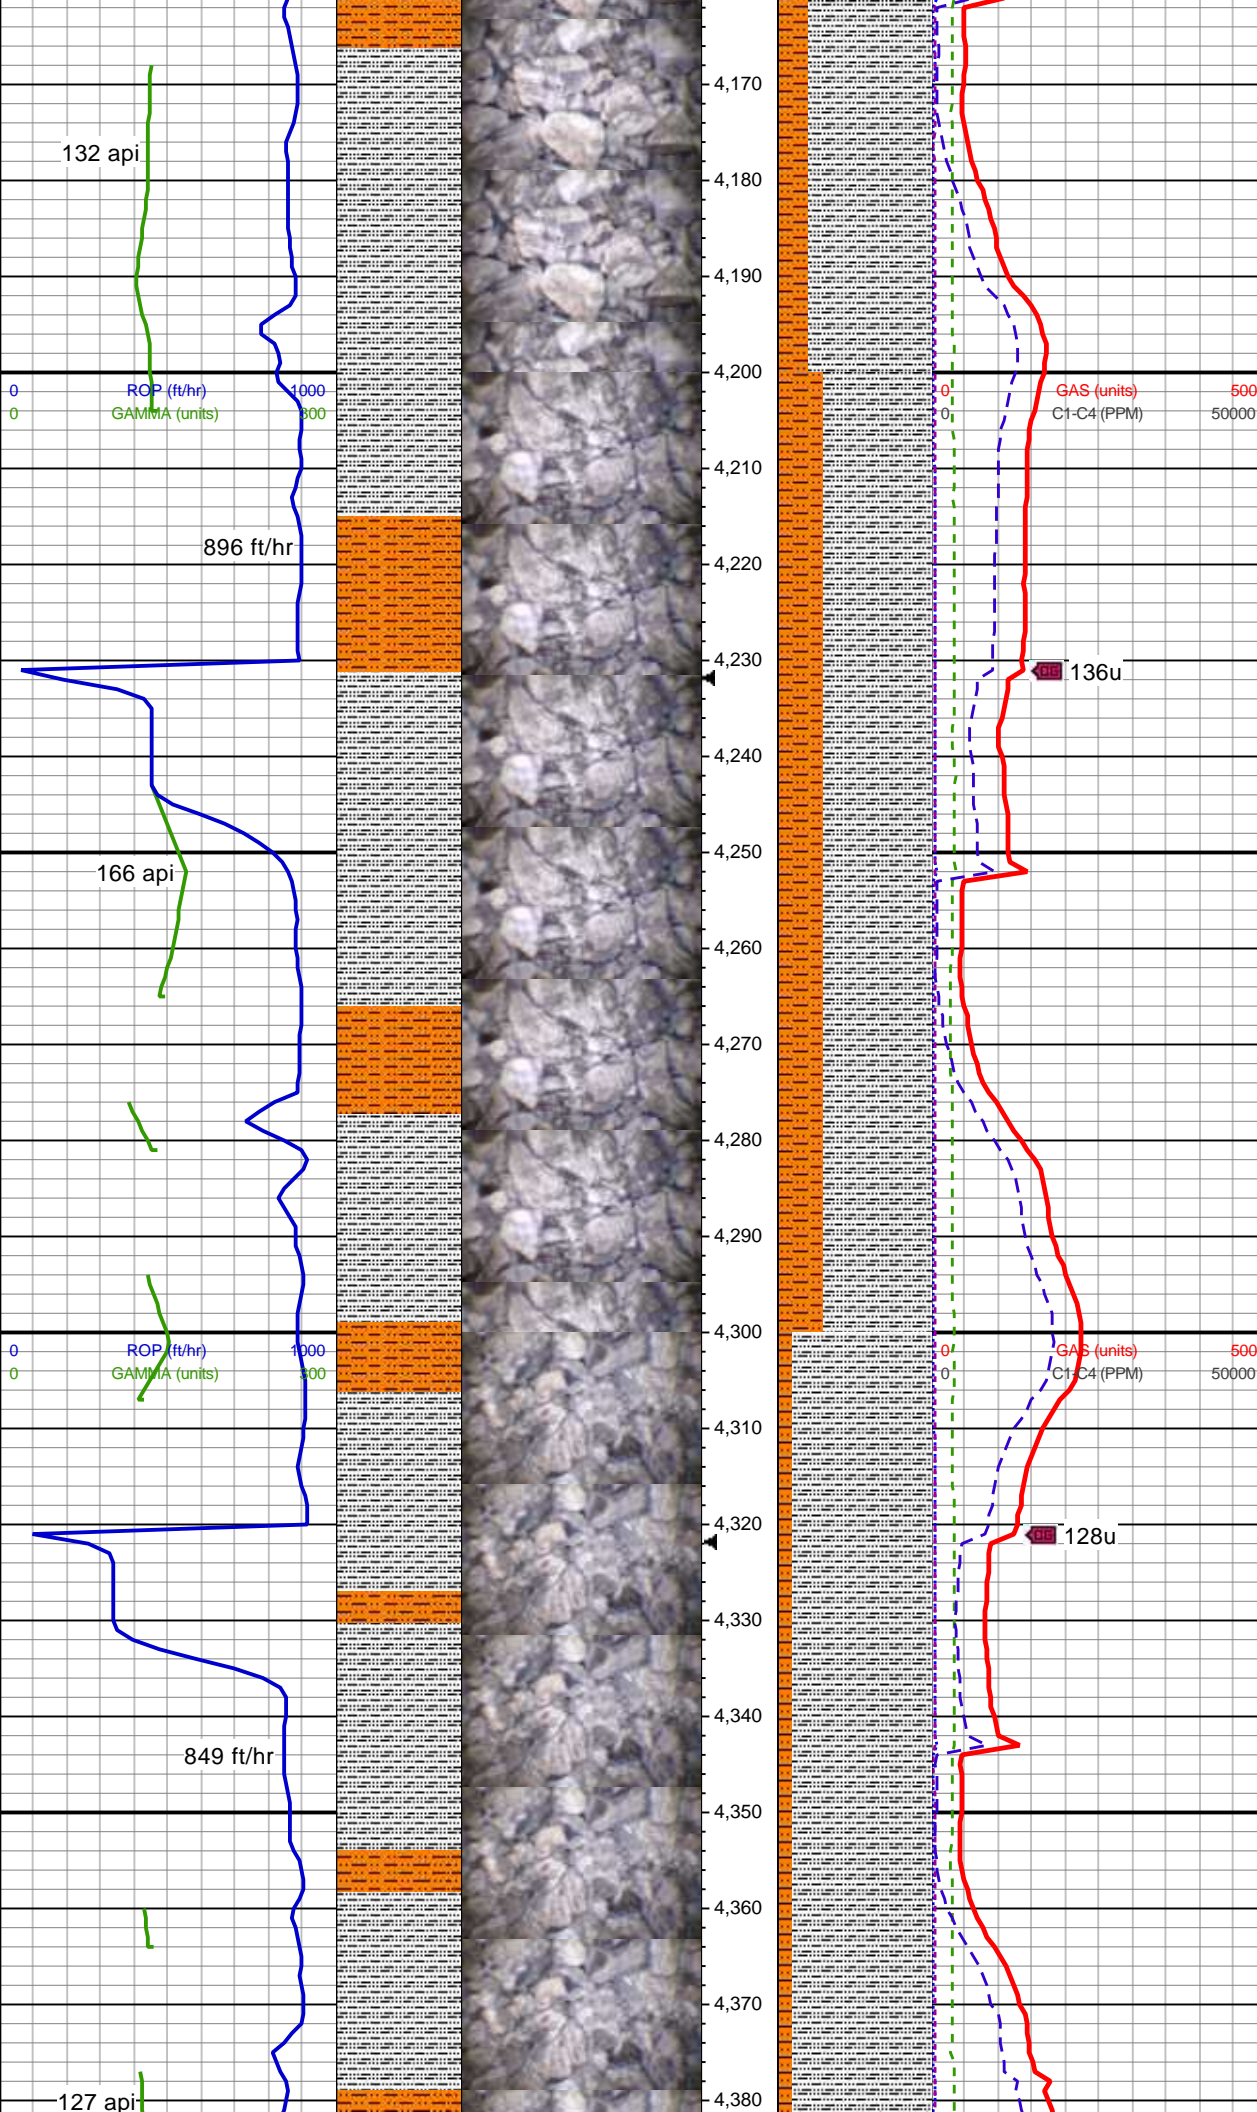 4,170
132 api
4,180
4,190
4,200
0 ROP (ft/hr) 1000 0 GAS (units) 500
0 GAMMA (units) 300 0 C1-C4 (PPM) 50000
4,210
896 ft/hr
4,220
4,230
CG 136u
4,240
4,250
166 api
4,260
4,270
4,280
4,290
4,300
0 ROP (ft/hr) 1000 0 GAS (units) 500
0 GAMMA (units) 300 0 C1-C4 (PPM) 50000
4,310
4,320
CG 128u
4,330
4,340
849 ft/hr
4,350
4,360
4,370
4,380
127 api